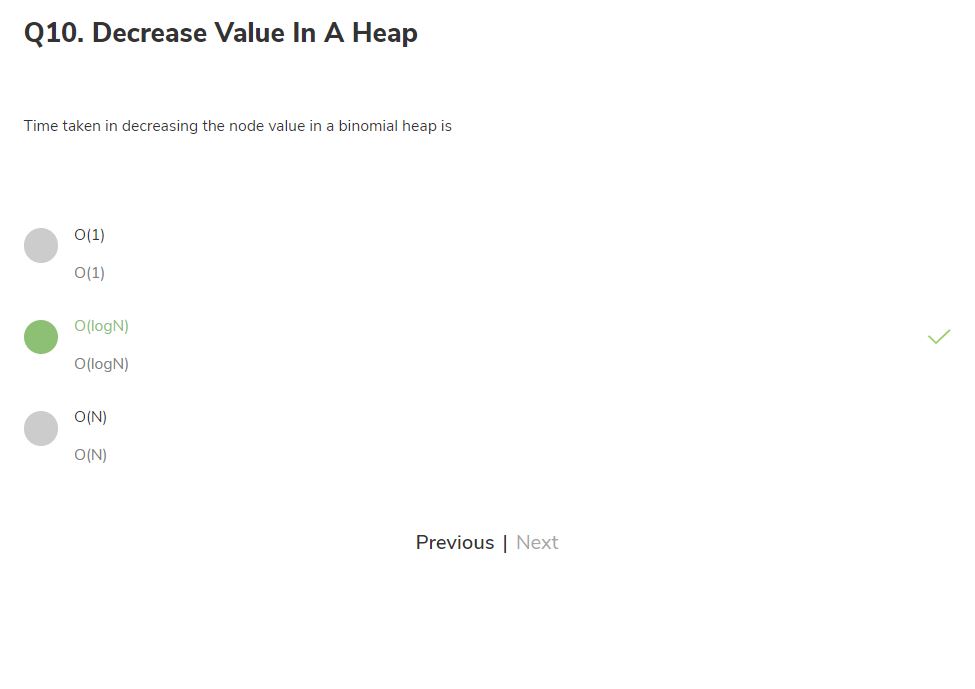 Q10. Decrease Value In A Heap
Time taken in decreasing the node value in a binomial heap is
O(1)
O(1)
O(logN)
O(logN)
O(N)
O(N)
Previous | Next